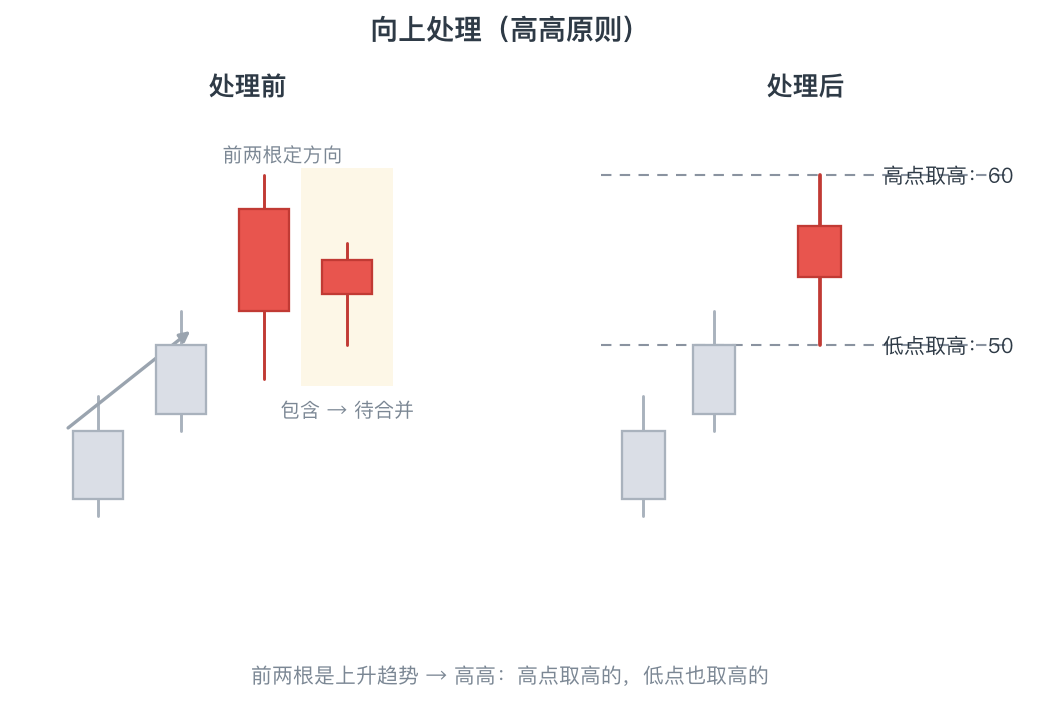 向上处理（高高原则）
处理前
处理后
前两根定方向
高点取高：60
低点取高：50
包含 → 待合并
前两根是上升趋势 → 高高：高点取高的，低点也取高的